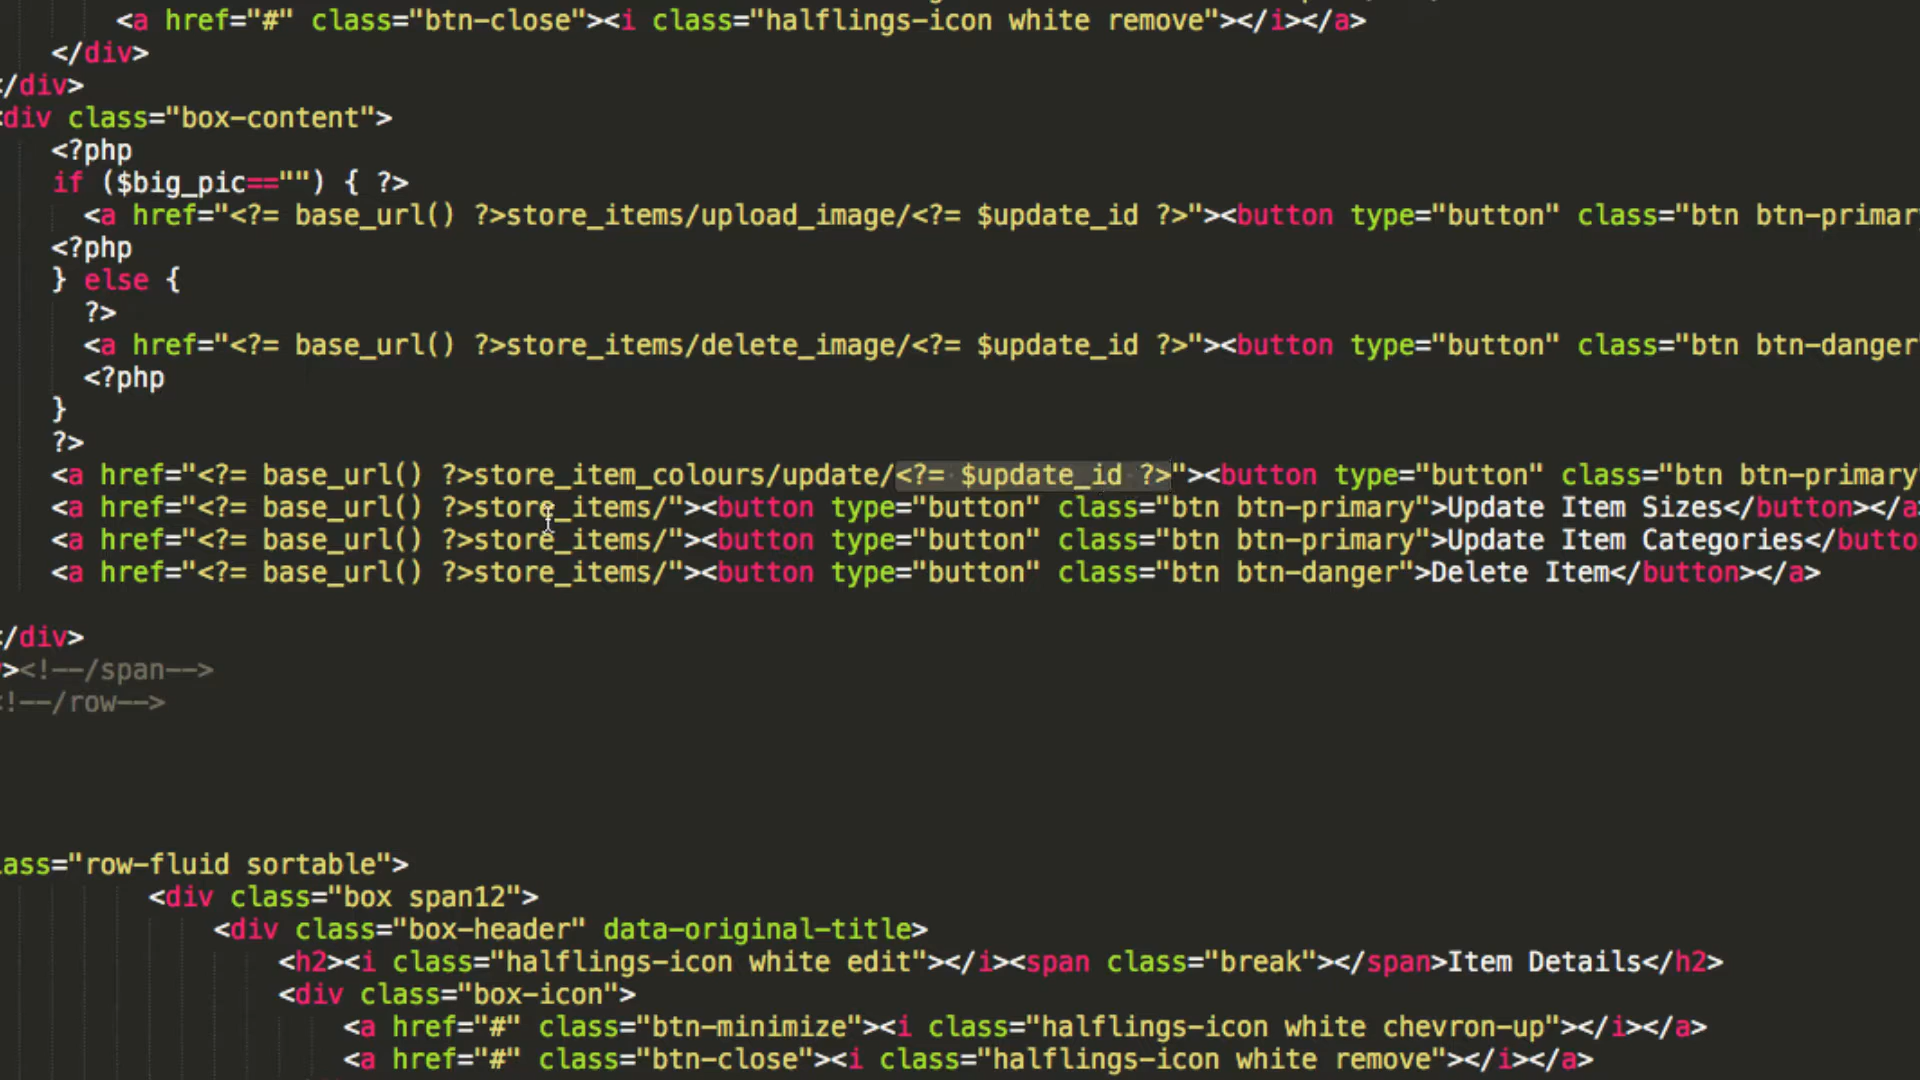 <a href="#" class="btn-close"><i class="halflings-icon white remove"></i></a>
</div>
</div>
<div class="box-content">
<?php
if ($big_pic=="") { ?>
<a href="<?= base_url() ?>store_items/upload_image/<?= $update_id ?>"><button type="button" class="btn btn-primary
<?php
} else {
?>
<a href="<?= base_url() ?>store_items/delete_image/<?= $update_id ?>"><button type="button" class="btn btn-danger"
<?php
}
?>
<a href="<?= base_url() ?>store_item_colours/update/<?= $update_id ?>"><button type="button" class="btn btn-primary"
<a href="<?= base_url() ?>store_items/"><button type="button" class="btn btn-primary">Update Item Sizes</button></a
<a href="<?= base_url() ?>store_items/"><button type="button" class="btn btn-primary">Update Item Categories</butto
<a href="<?= base_url() ?>store_items/"><button type="button" class="btn btn-danger">Delete Item</button></a>
</div>
><!--/span-->
<!--/row-->
ass="row-fluid sortable">
<div class="box span12">
<div class="box-header" data-original-title>
<h2><i class="halflings-icon white edit"></i><span class="break"></span>Item Details</h2>
<div class="box-icon">
<a href="#" class="btn-minimize"><i class="halflings-icon white chevron-up"></i></a>
<a href="#" class="btn-close"><i class="halflings-icon white remove"></i></a>